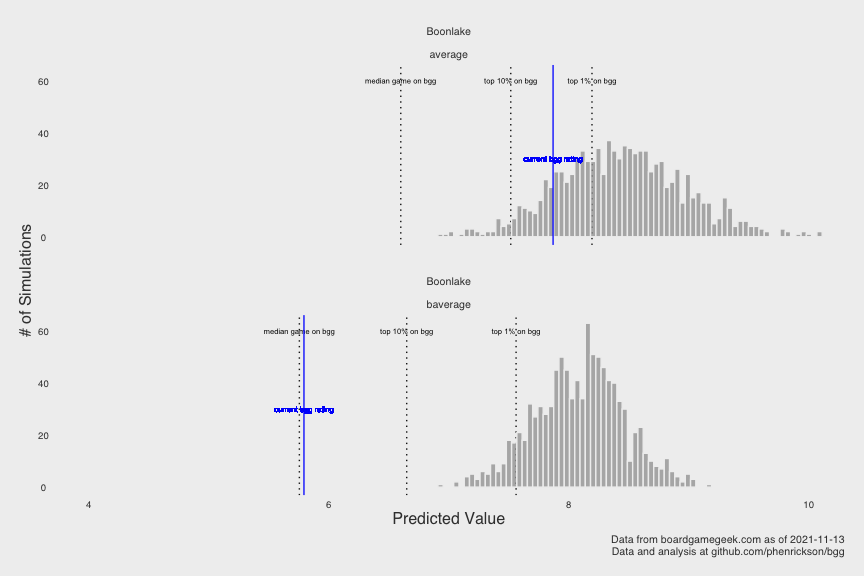 Boonlake
average
60
median game on bgg
top 10% on bgg
top 1% on bgg
40
current bgg rating
20
0
# of Simulations
Boonlake
baverage
60
median game on bgg
top 10% on bgg
top 1% on bgg
40
current bgg rating
20
0
4
6
8
10
Predicted Value
Data from boardgamegeek.com as of 2021-11-13
Data and analysis at github.com/phenrickson/bgg